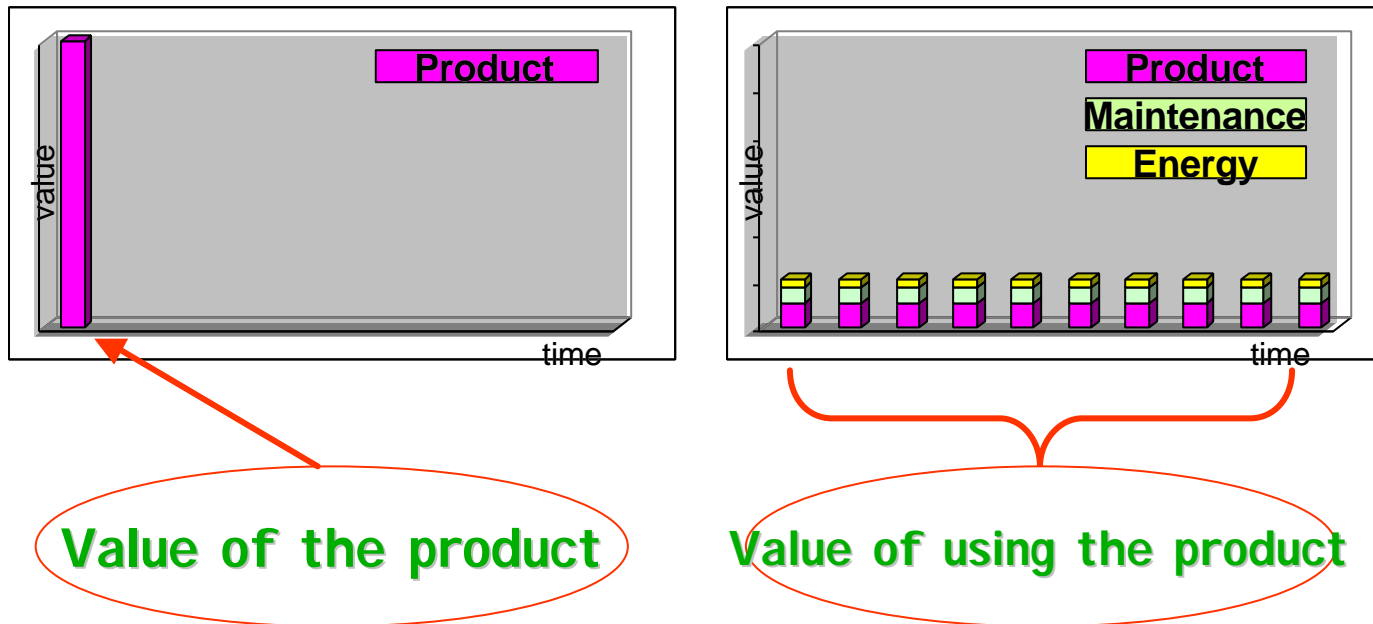 Product
value
time
Value of the product
Product
Maintenance
Energy
value
time
Value of using the product